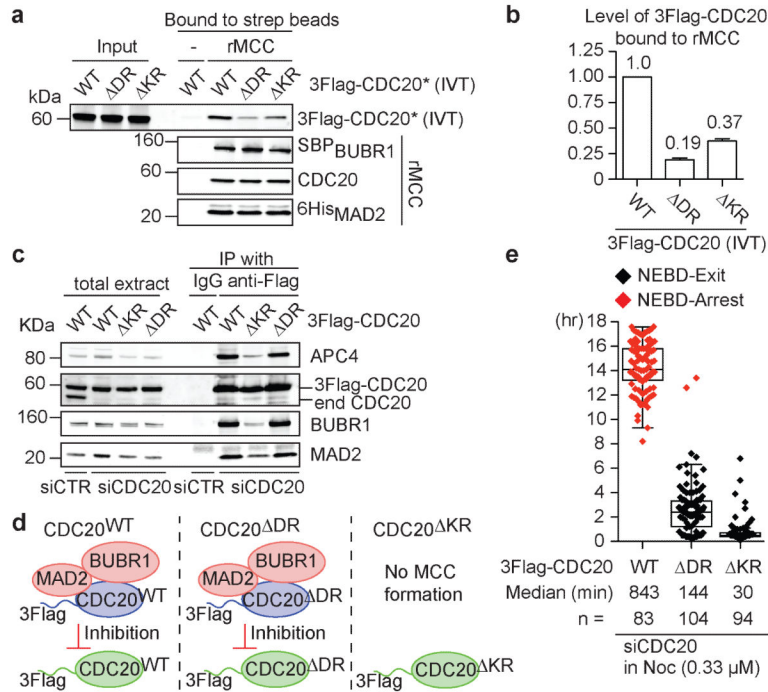 a
Bound to strep beads
Input
-
rMCC
WT ΔDR ΔKR WT WT ΔDR ΔKR
3Flag-CDC20* (IVT)
kDa
60
3Flag-CDC20* (IVT)
160
SBPBUBR1
60
CDC20
20
6HisMAD2
rMCC
b
Level of 3Flag-CDC20
bound to rMCC
1.25
1.0
1.00
0.75
0.50
0.37
0.25
0.19
0
WT ΔDR ΔKR
3Flag-CDC20 (IVT)
c
IP with
total extract
IgG anti-Flag
WT WT ΔKR ΔDR WT WT ΔKR ΔDR
3Flag-CDC20
KDa
80
APC4
60
3Flag-CDC20
end CDC20
160
BUBR1
20
MAD2
siCTR siCDC20 siCTR siCDC20
d
CDC20WT
CDC20ΔDR
CDC20ΔKR
BUBR1
MAD2
CDC20WT
3Flag
Inhibition
CDC20WT
3Flag
BUBR1
MAD2
CDC20ΔDR
3Flag
Inhibition
CDC20ΔDR
3Flag
No MCC
formation
CDC20ΔKR
3Flag
e
NEBD-Exit
NEBD-Arrest
(hr)
18
16
14
12
10
8
6
4
2
0
3Flag-CDC20 WT ΔDR ΔKR
Median (min) 843 144 30
n = 83 104 94
siCDC20
in Noc (0.33 µM)